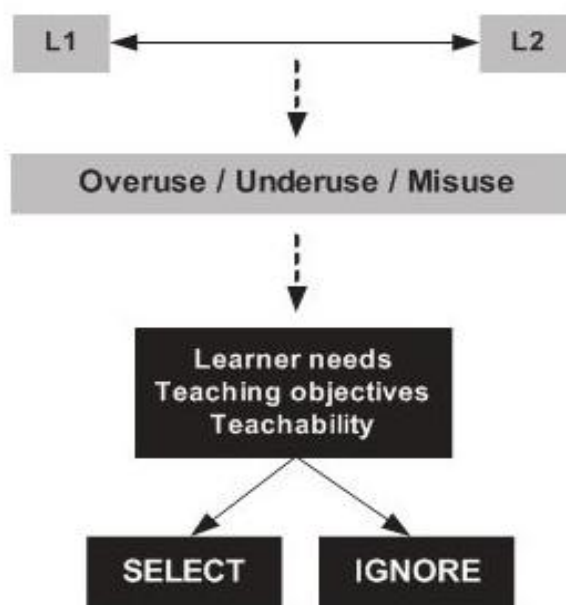 L1
L2
Overuse / Underuse / Misuse
Learner needs
Teaching objectives
Teachability
SELECT
IGNORE